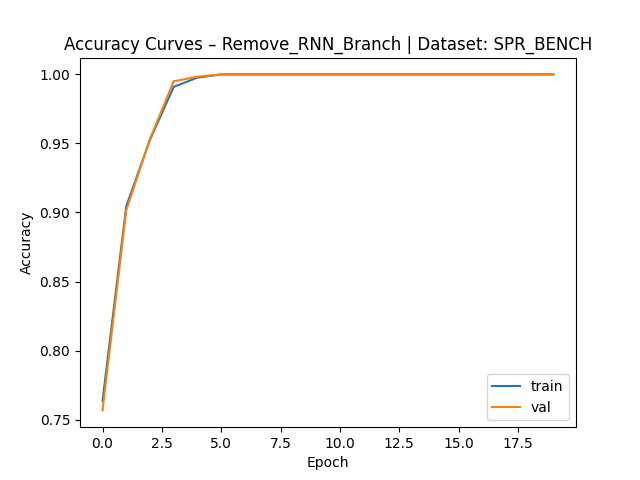 Accuracy Curves – Remove_RNN_Branch | Dataset: SPR_BENCH
1.00
0.95
0.90
0.85
0.80
0.75
Accuracy
train
val
0.0 2.5 5.0 7.5 10.0 12.5 15.0 17.5
Epoch